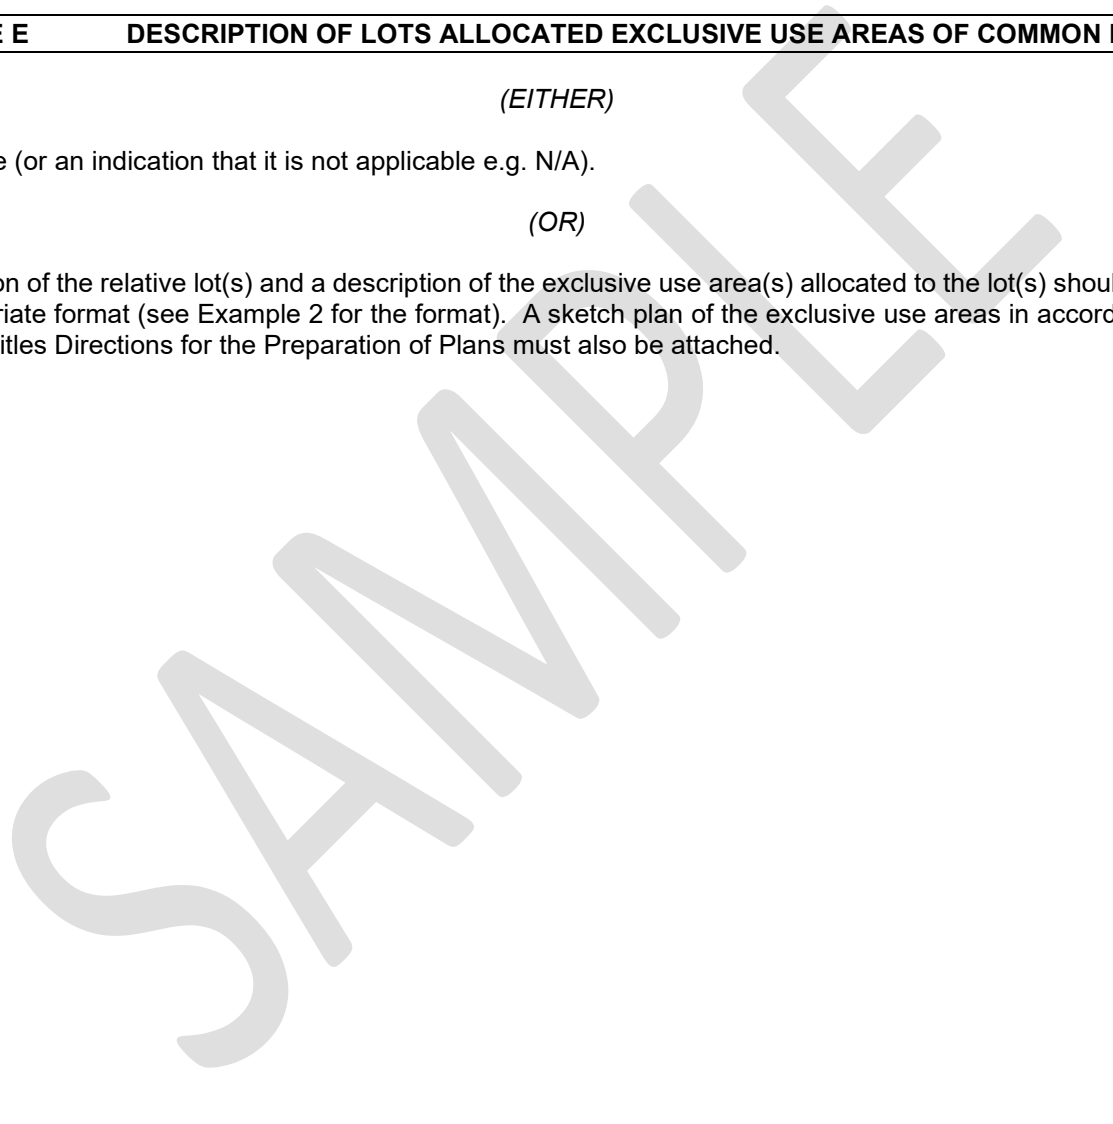 E E DESCRIPTION OF LOTS ALLOCATED EXCLUSIVE USE AREAS OF COMMON
(EITHER)
e (or an indication that it is not applicable e.g. N/A).
(OR)
on of the relative lot(s) and a description of the exclusive use area(s) allocated to the lot(s) shoul
riate format (see Example 2 for the format). A sketch plan of the exclusive use areas in accord
itles Directions for the Preparation of Plans must also be attached.
SAMPLE